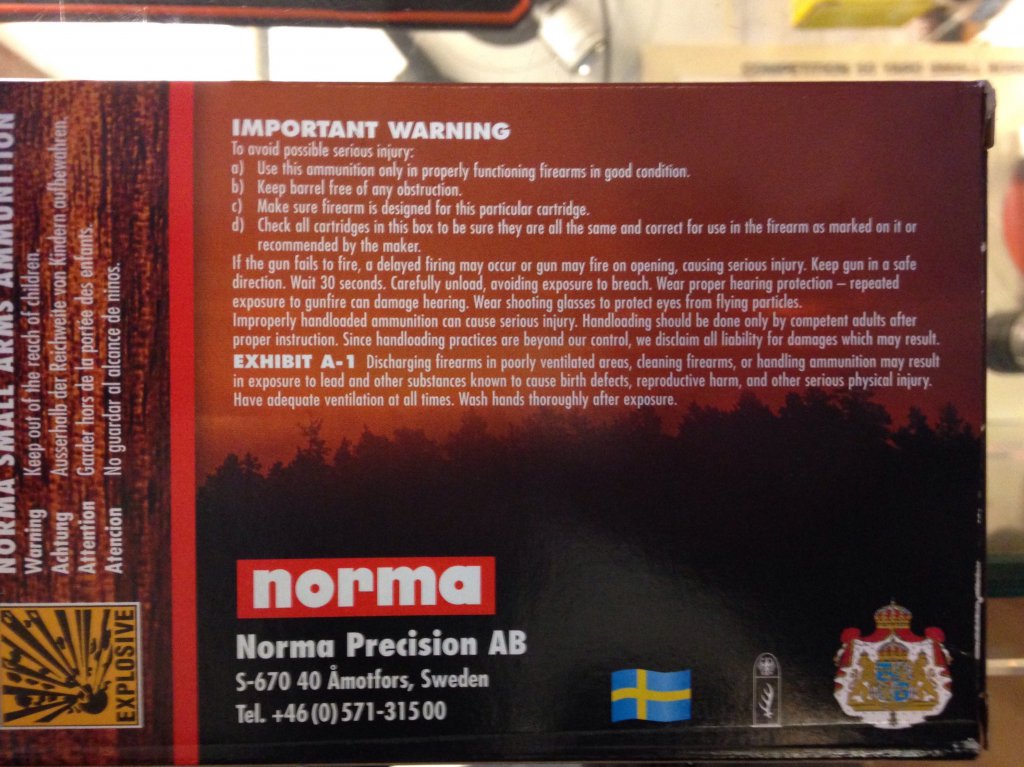 NORMA SMALL ARMS AMMUNITION
Warning Keep out of the reach of children.
Achtung Ausserhalb der Reichweite von Kindern aufbewahren.
Attention Garder hors de la portée des enfants.
Atencion No guardar al alcance de ninos.
EXPLOSIVE
IMPORTANT WARNING
To avoid possible serious injury:
a) Use this ammunition only in properly functioning firearms in good condition.
b) Keep barrel free of any obstruction.
c) Make sure firearm is designed for this particular cartridge.
d) Check all cartridges in this box to be sure they are all the same and correct for use in the firearm as marked on it or
recommended by the maker.
If the gun fails to fire, a delayed firing may occur or gun may fire on opening, causing serious injury. Keep gun in a safe
direction. Wait 30 seconds. Carefully unload, avoiding exposure to breach. Wear proper hearing protection – repeated
exposure to gunfire can damage hearing. Wear shooting glasses to protect eyes from flying particles.
Improperly handloaded ammunition can cause serious injury. Handloading should be done only by competent adults after
proper instruction. Since handloading practices are beyond our control, we disclaim all liability for damages which may result.
EXHIBIT A-1 Discharging firearms in poorly ventilated areas, cleaning firearms, or handling ammunition may result
in exposure to lead and other substances known to cause birth defects, reproductive harm, and other serious physical injury.
Have adequate ventilation at all times. Wash hands thoroughly after exposure.
norma
Norma Precision AB
S-670 40 Åmotfors, Sweden
Tel. +46 (0) 571-315 00